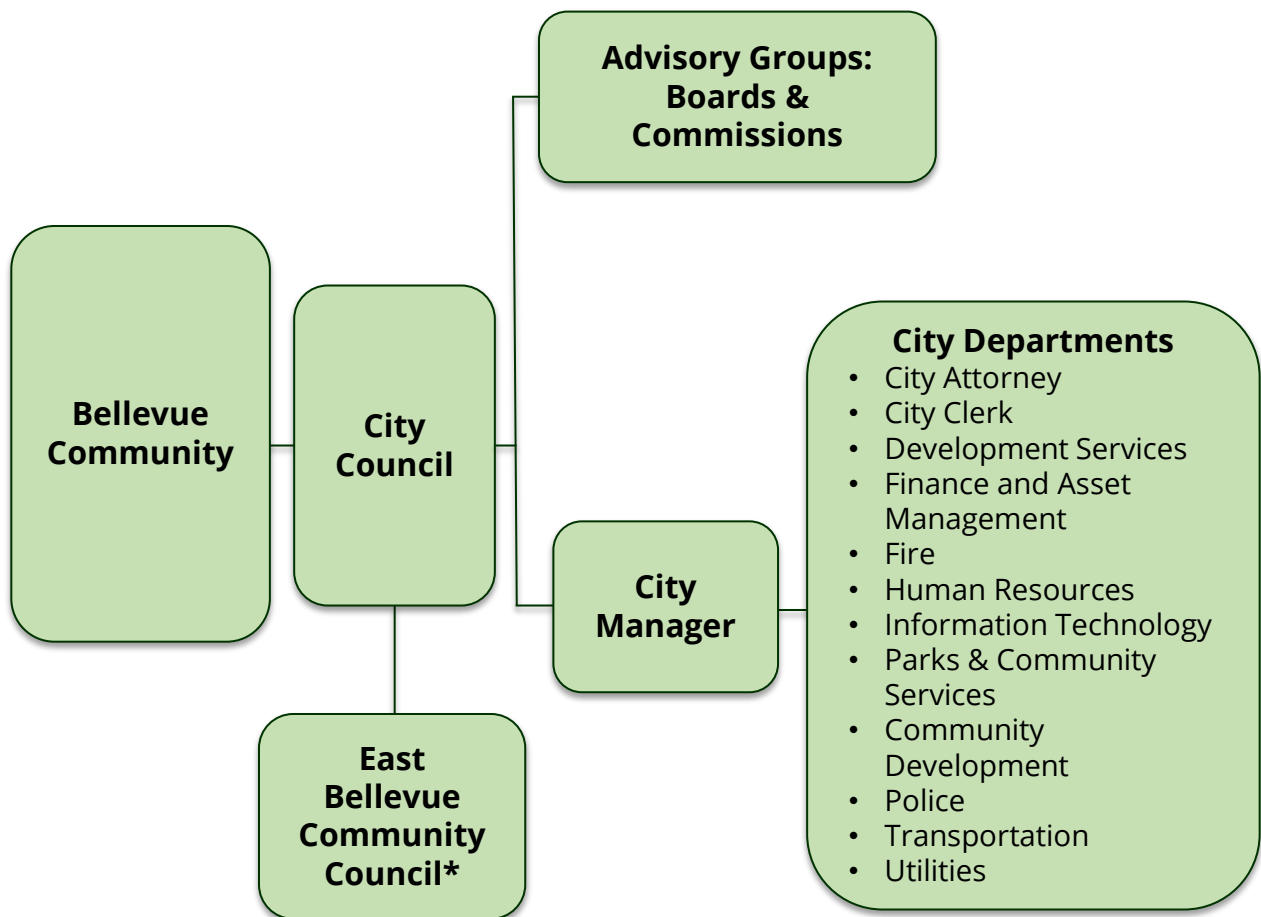 Advisory Groups:
Boards &
Commissions
Bellevue
Community
City
Council
City
Manager
East
Bellevue
Community
Council*
City Departments
• City Attorney
• City Clerk
• Development Services
• Finance and Asset
Management
• Fire
• Human Resources
• Information Technology
• Parks & Community
Services
• Community
Development
• Police
• Transportation
• Utilities